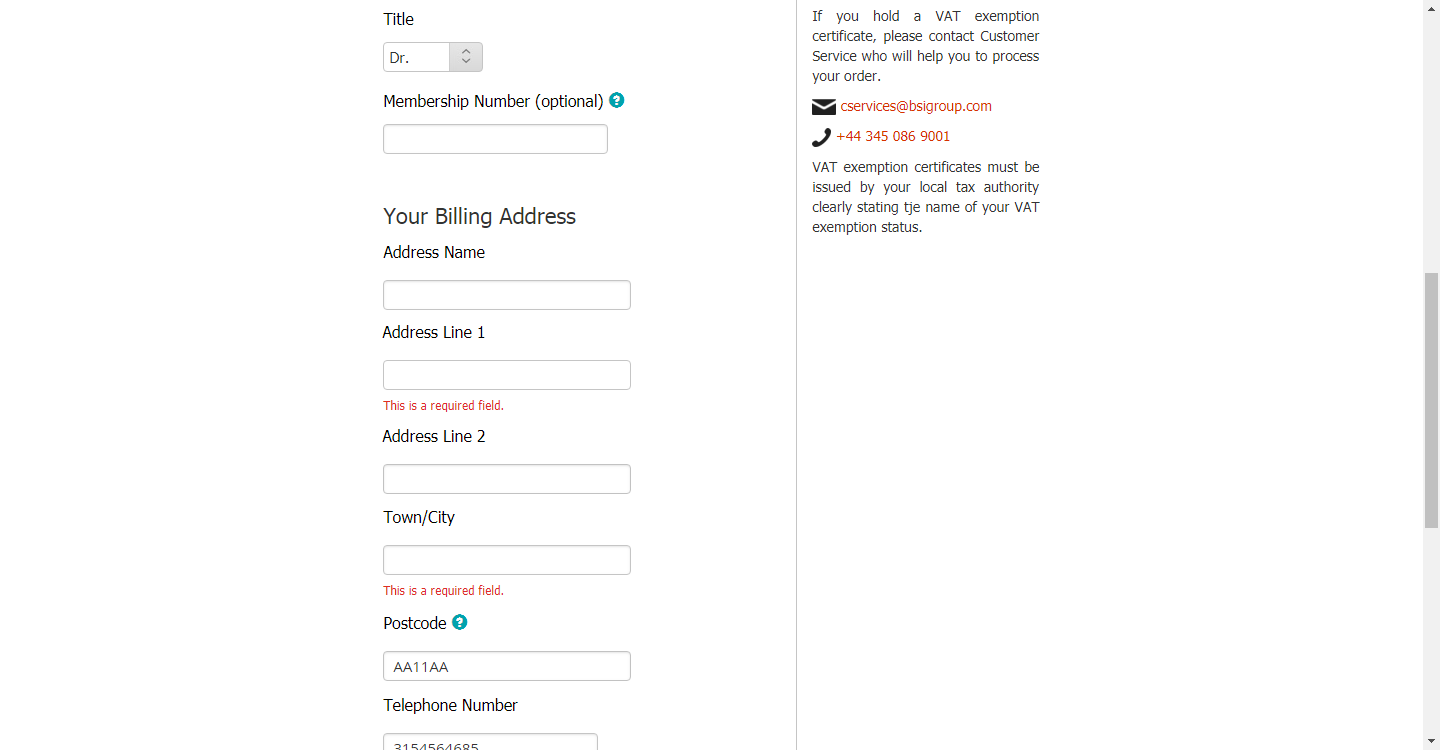 Title
Dr.
Membership Number (optional)
Your Billing Address
Address Name
Address Line 1
This is a required field.
Address Line 2
Town/City
This is a required field.
Postcode
AA11AA
Telephone Number
3154564685
If you hold a VAT exemption
certificate, please contact Customer
Service who will help you to process
your order.
cservices@bsigroup.com
+44 345 086 9001
VAT exemption certificates must be
issued by your local tax authority
clearly stating tje name of your VAT
exemption status.